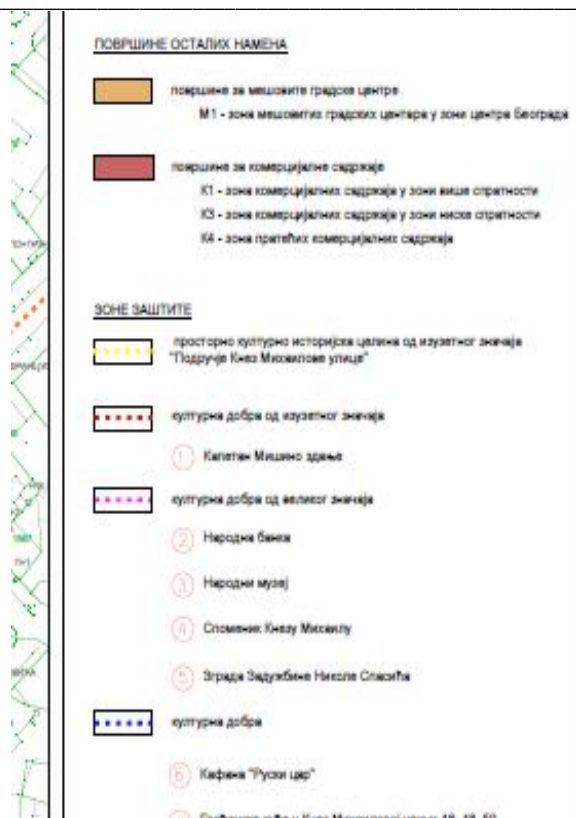 ПОВРШИНЕ ОСТАЛИХ НАМЕНА
површине за мешовите градске центре
М1 - зона мешовитих градских центара у зони центра Београда
површине за комерцијалне садржаје
К1 - зона комерцијалних садржаја у зони више спратности
К3 - зона комерцијалних садржаја у зони ниске спратности
К4 - зона пратећих комерцијалних садржаја
ЗОНЕ ЗАШТИТЕ
просторно културно историјска целина од изузетног значаја
"Подручје Кнез Михаилове улице"
културна добра од изузетног значаја
1 Капетан Мишино здање
културна добра од великог значаја
2 Народна банка
3 Народни музеј
4 Споменик Кнезу Михаилу
5 Зграда Задужбине Николе Спасића
културна добра
6 Кафана "Руски цар"